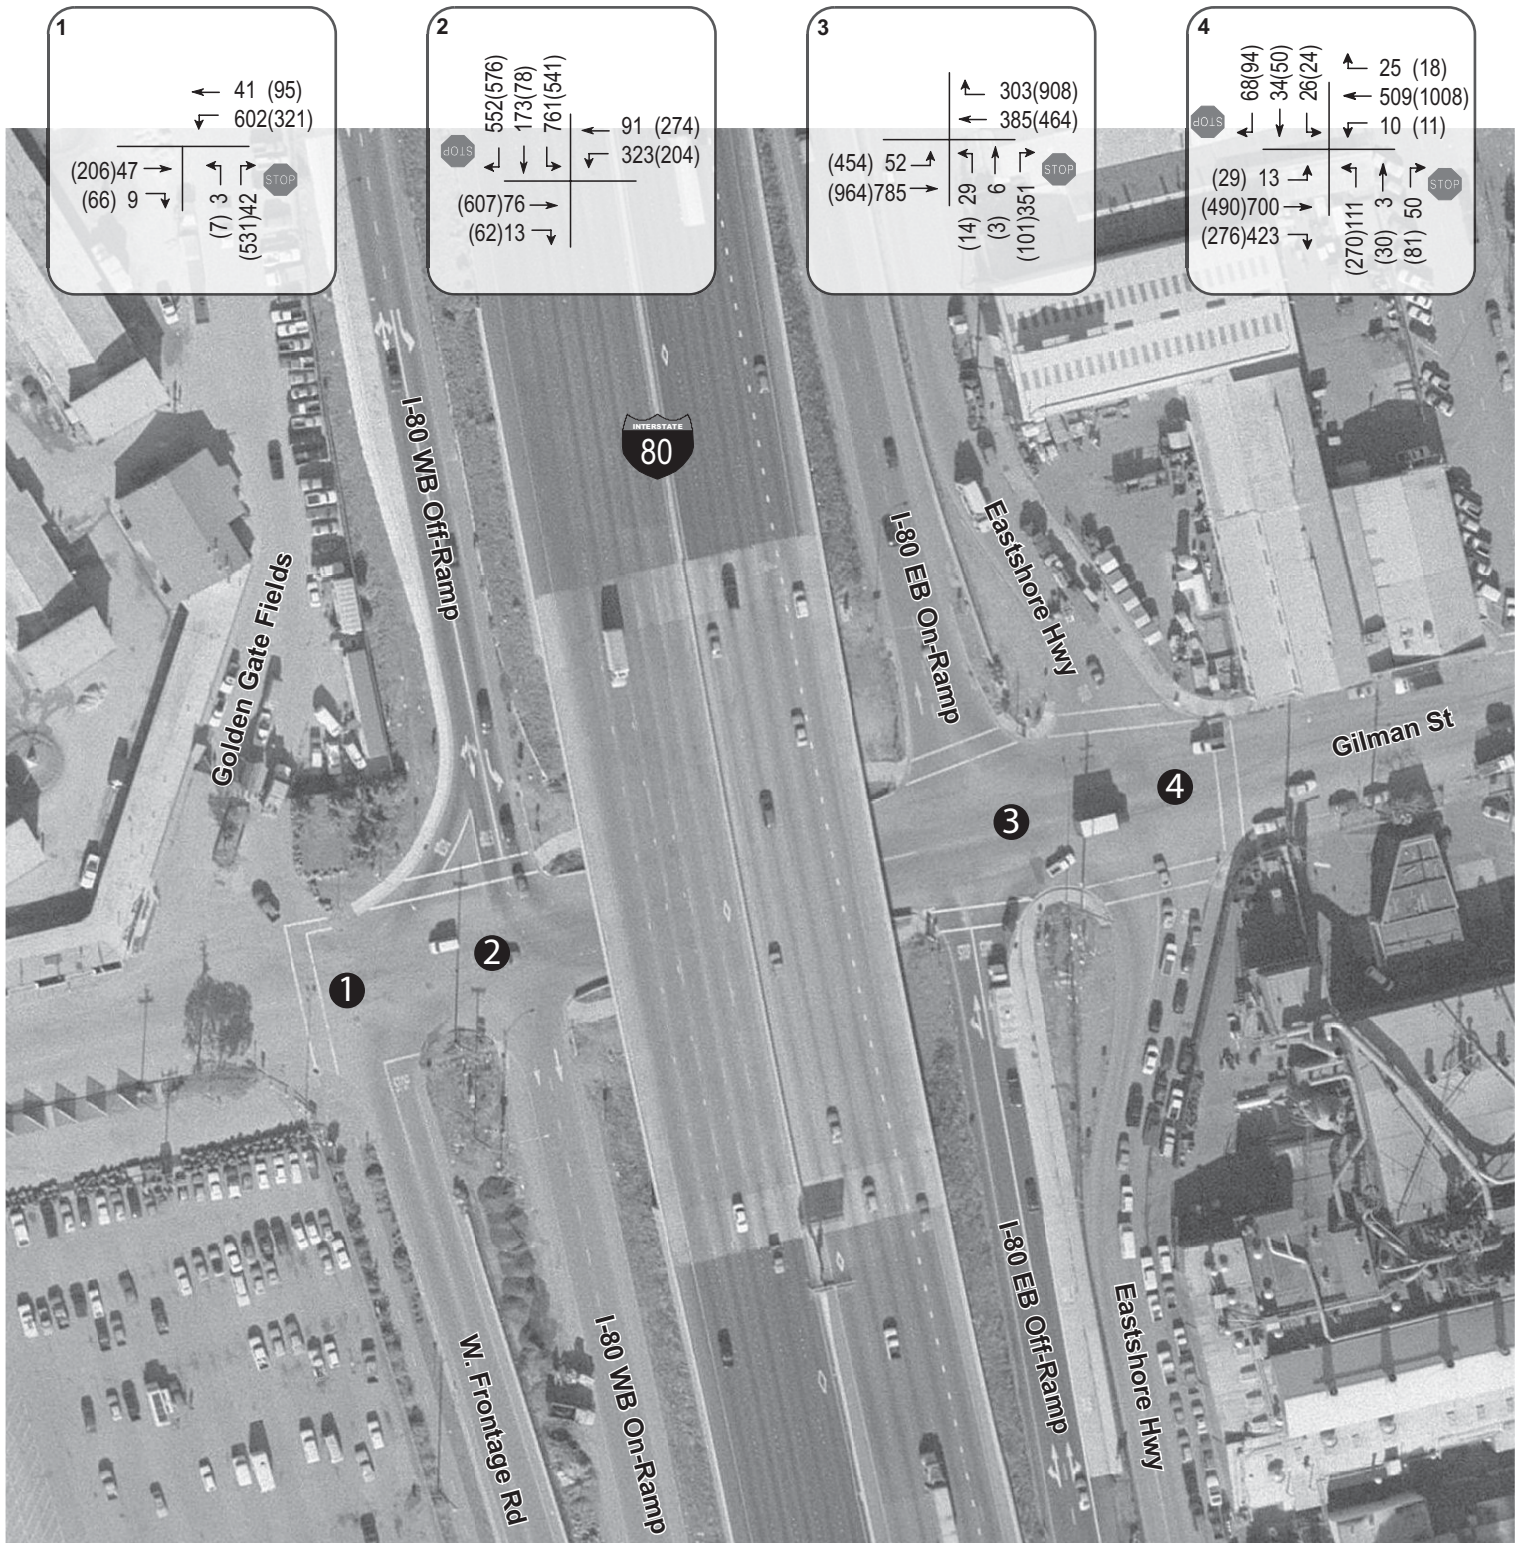 1
41 (95)
602(321)
(206)47
(66) 9
(7) 3
(531)42
STOP
2
552(576)
173(78)
761(541)
STOP
91 (274)
323(204)
(607)76
(62)13
3
303(908)
385(464)
(454) 52
(964)785
(14) 29
(3) 6
(101)351
STOP
4
68(94)
34(50)
26(24)
STOP
25 (18)
509(1008)
10 (11)
(29) 13
(490)700
(276)423
(270)111
(30) 3
(81) 50
STOP
INTERSTATE
80
I-80 WB Off-Ramp
I-80 EB On-Ramp
Eastshore Hwy
Golden Gate Fields
Gilman St
4
3
2
1
I-80 EB Off-Ramp
Eastshore Hwy
W. Frontage Rd
I-80 WB On-Ramp